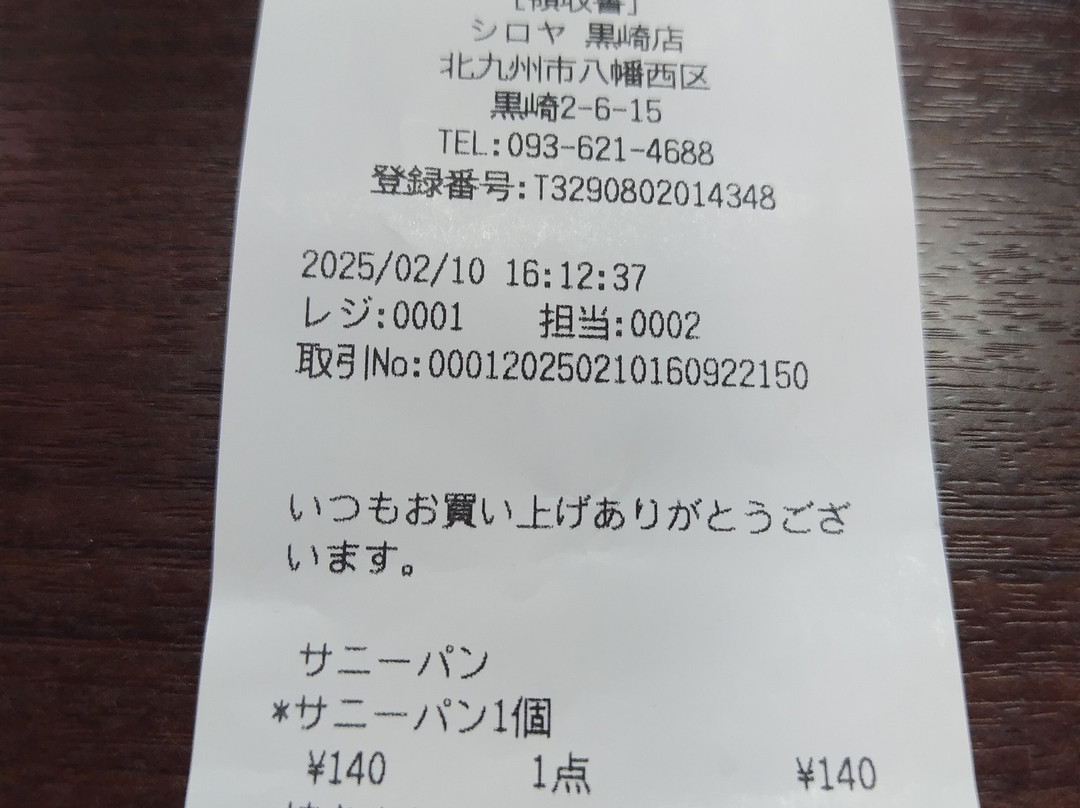 [領収書]
シロヤ 黒崎店
北九州市八幡西区
黒崎2-6-15
TEL:093-621-4688
登録番号:T3290802014348
2025/02/10 16:12:37
レジ:0001 担当:0002
取引No:000120250210160922150
いつもお買い上げありがとうござ
います。
サニーパン
*サニーパン1個
¥140 1点 ¥140